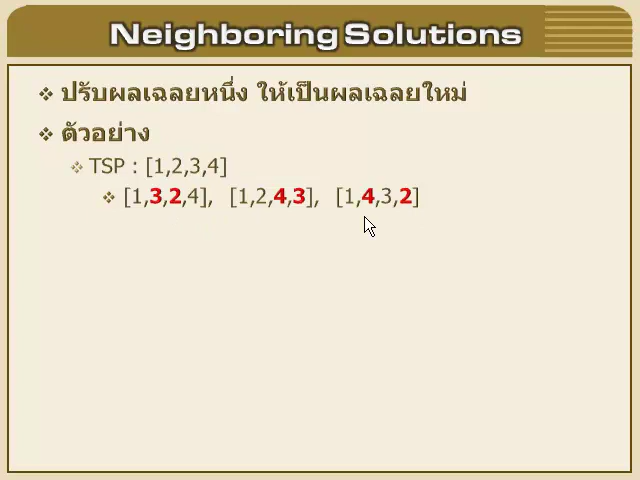 Neighboring Solutions
ปรับผลเฉลยหนึ่ง ให้เป็นผลเฉลยใหม่
ตัวอย่าง
TSP : [1,2,3,4]
[1,3,2,4], [1,2,4,3], [1,4,3,2]